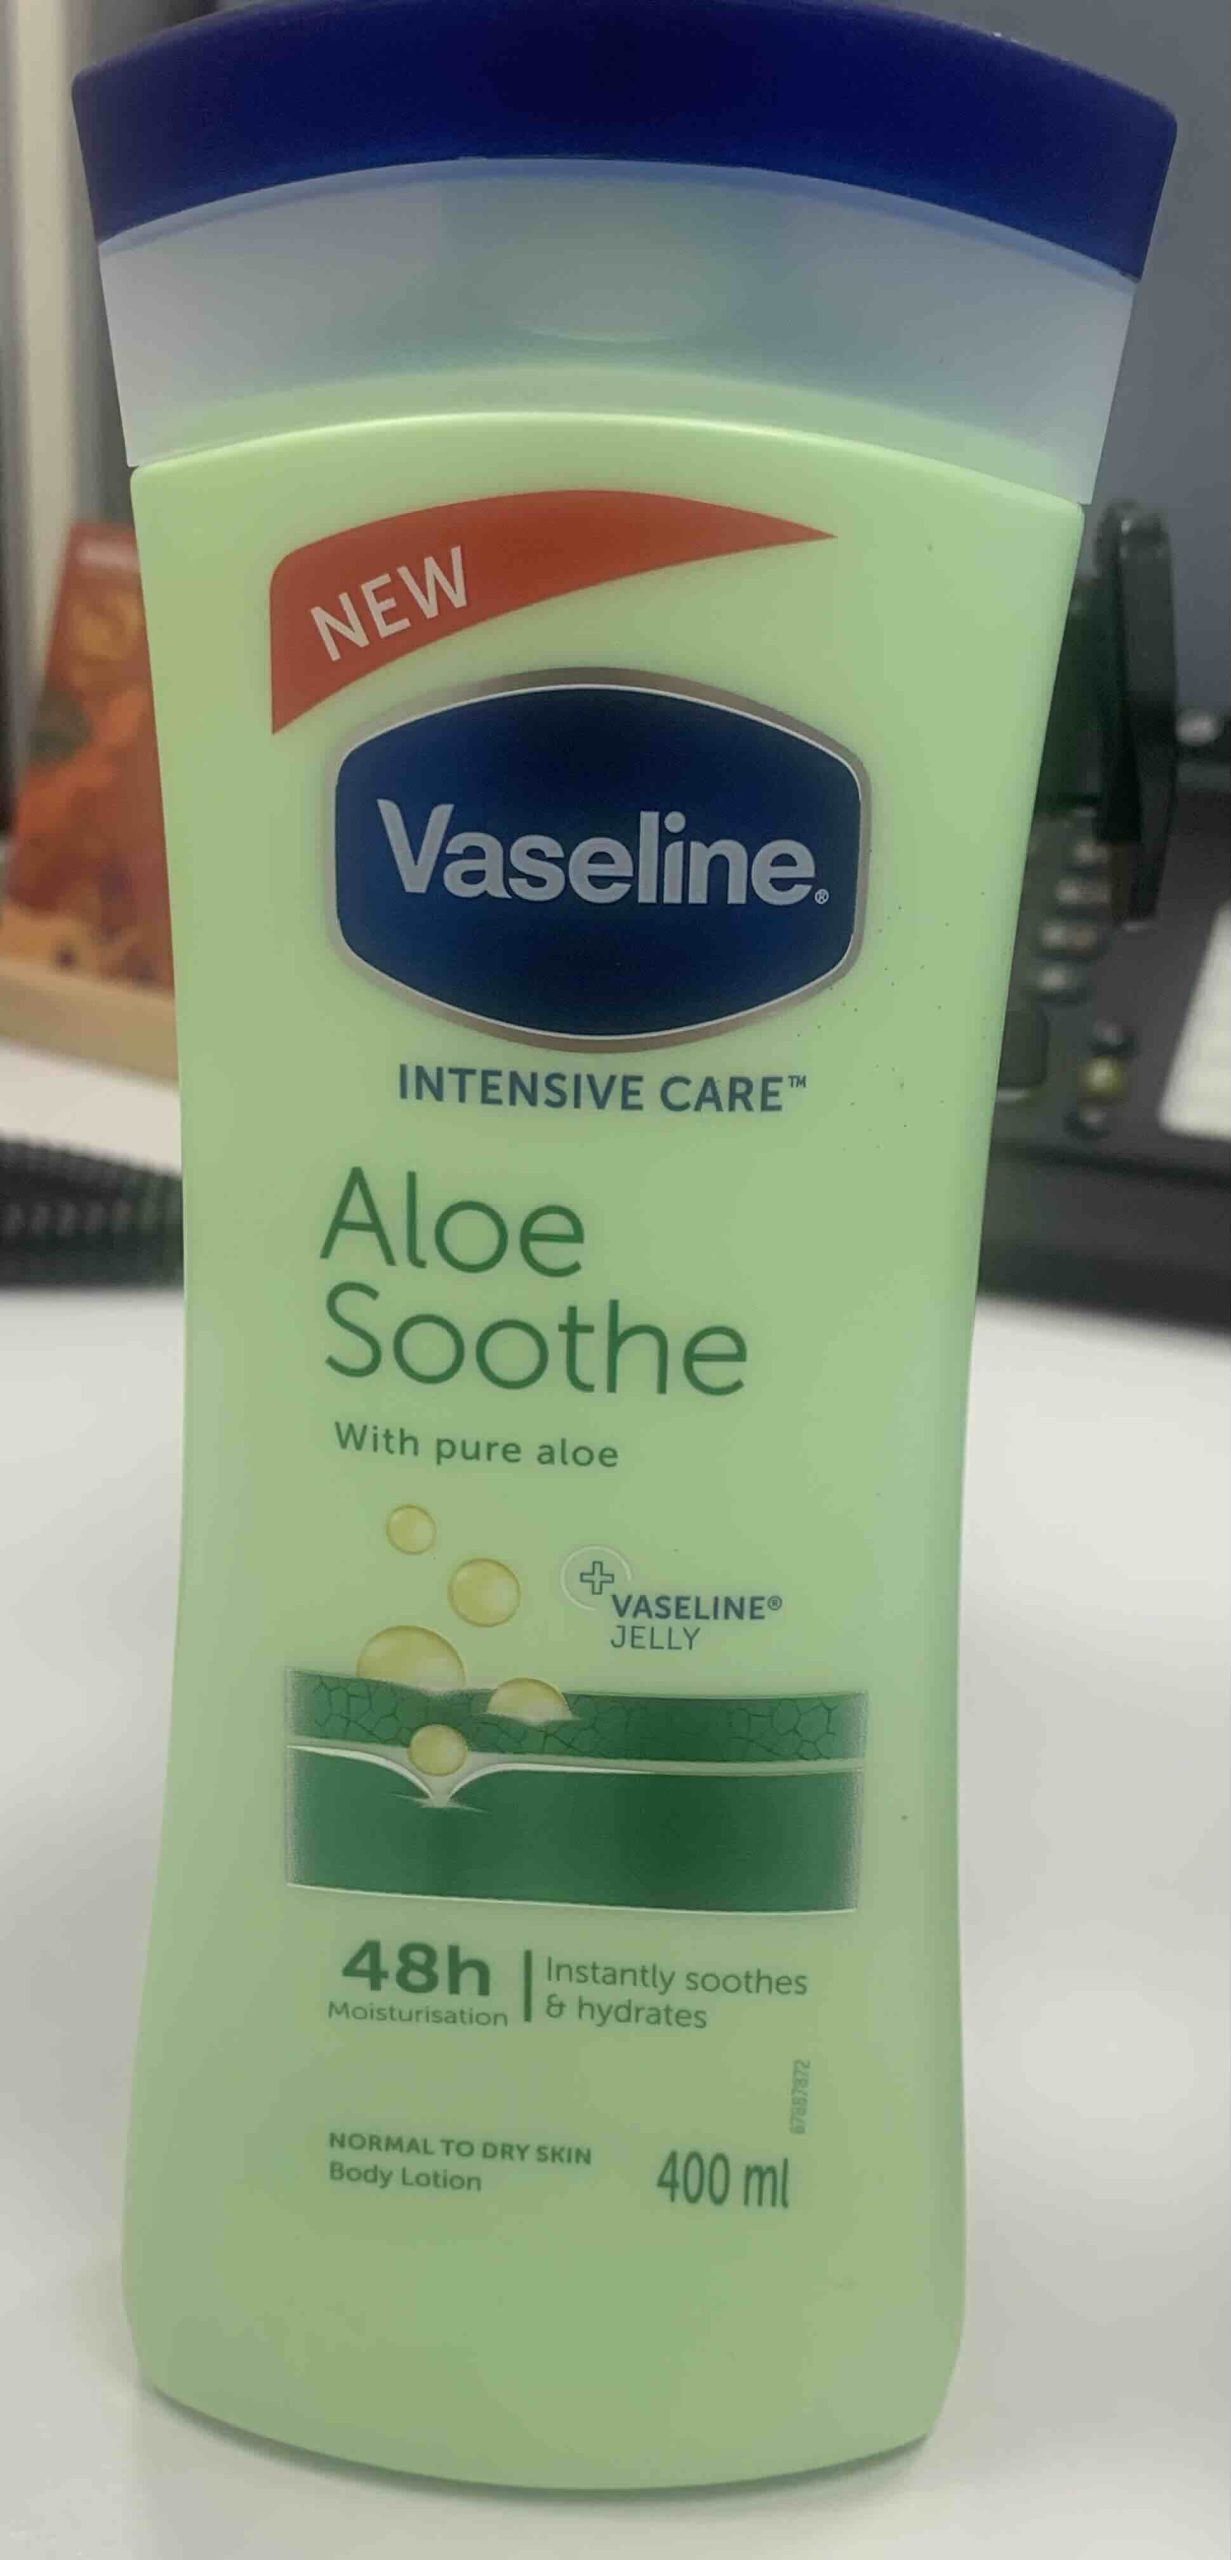 NEW
Vaseline®
INTENSIVE CARE™
Aloe
Soothe
With pure aloe
VASELINE®
JELLY
48h
Moisturisation
Instantly soothes
& hydrates
67887872
NORMAL TO DRY SKIN
Body Lotion
400 ml